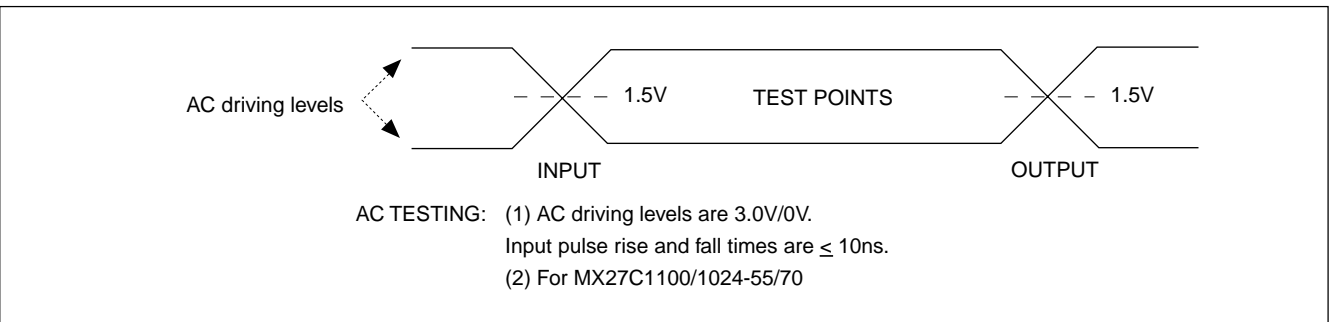 AC driving levels
1.5V
TEST POINTS
1.5V
INPUT
OUTPUT
AC TESTING: (1) AC driving levels are 3.0V/0V.
Input pulse rise and fall times are ≤ 10ns.
(2) For MX27C1100/1024-55/70